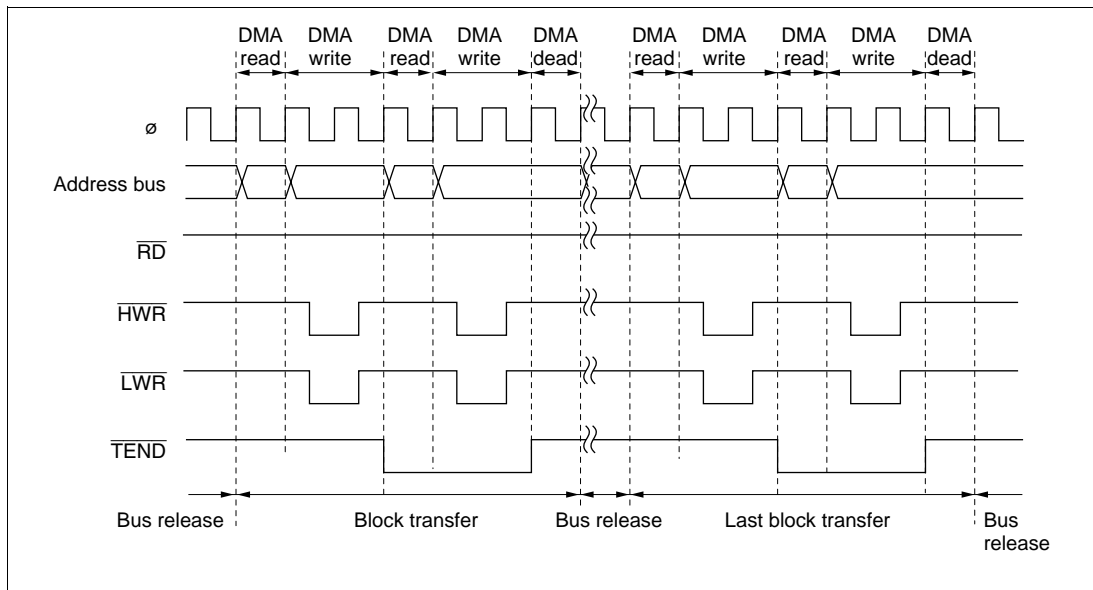 DMA read
DMA write
DMA read
DMA write
DMA dead
DMA read
DMA write
DMA read
DMA write
DMA dead
ø
Address bus
RD
HWR
LWR
TEND
Bus release
Block transfer
Bus release
Last block transfer
Bus release